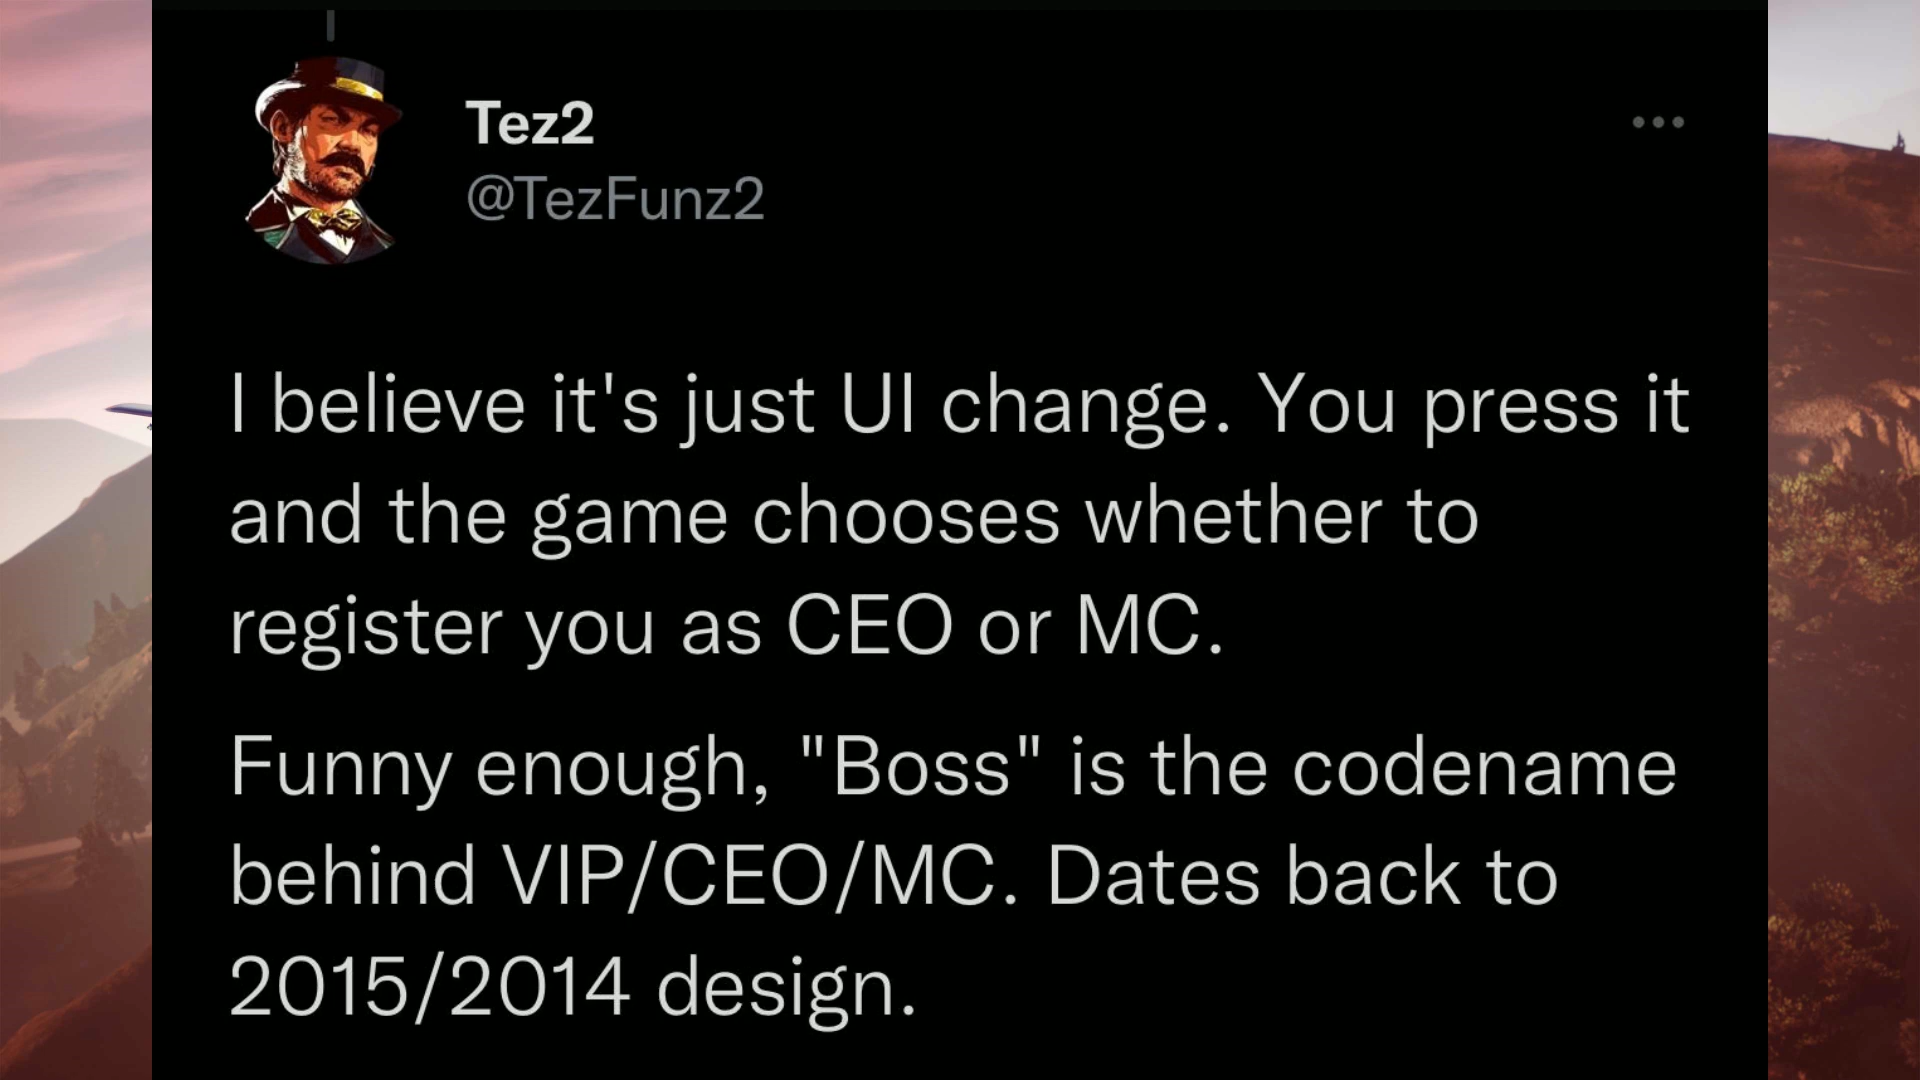 Tez2
@TezFunz2
I believe it's just UI change. You press it
and the game chooses whether to
register you as CEO or MC.
Funny enough, "Boss" is the codename
behind VIP/CEO/MC. Dates back to
2015/2014 design.